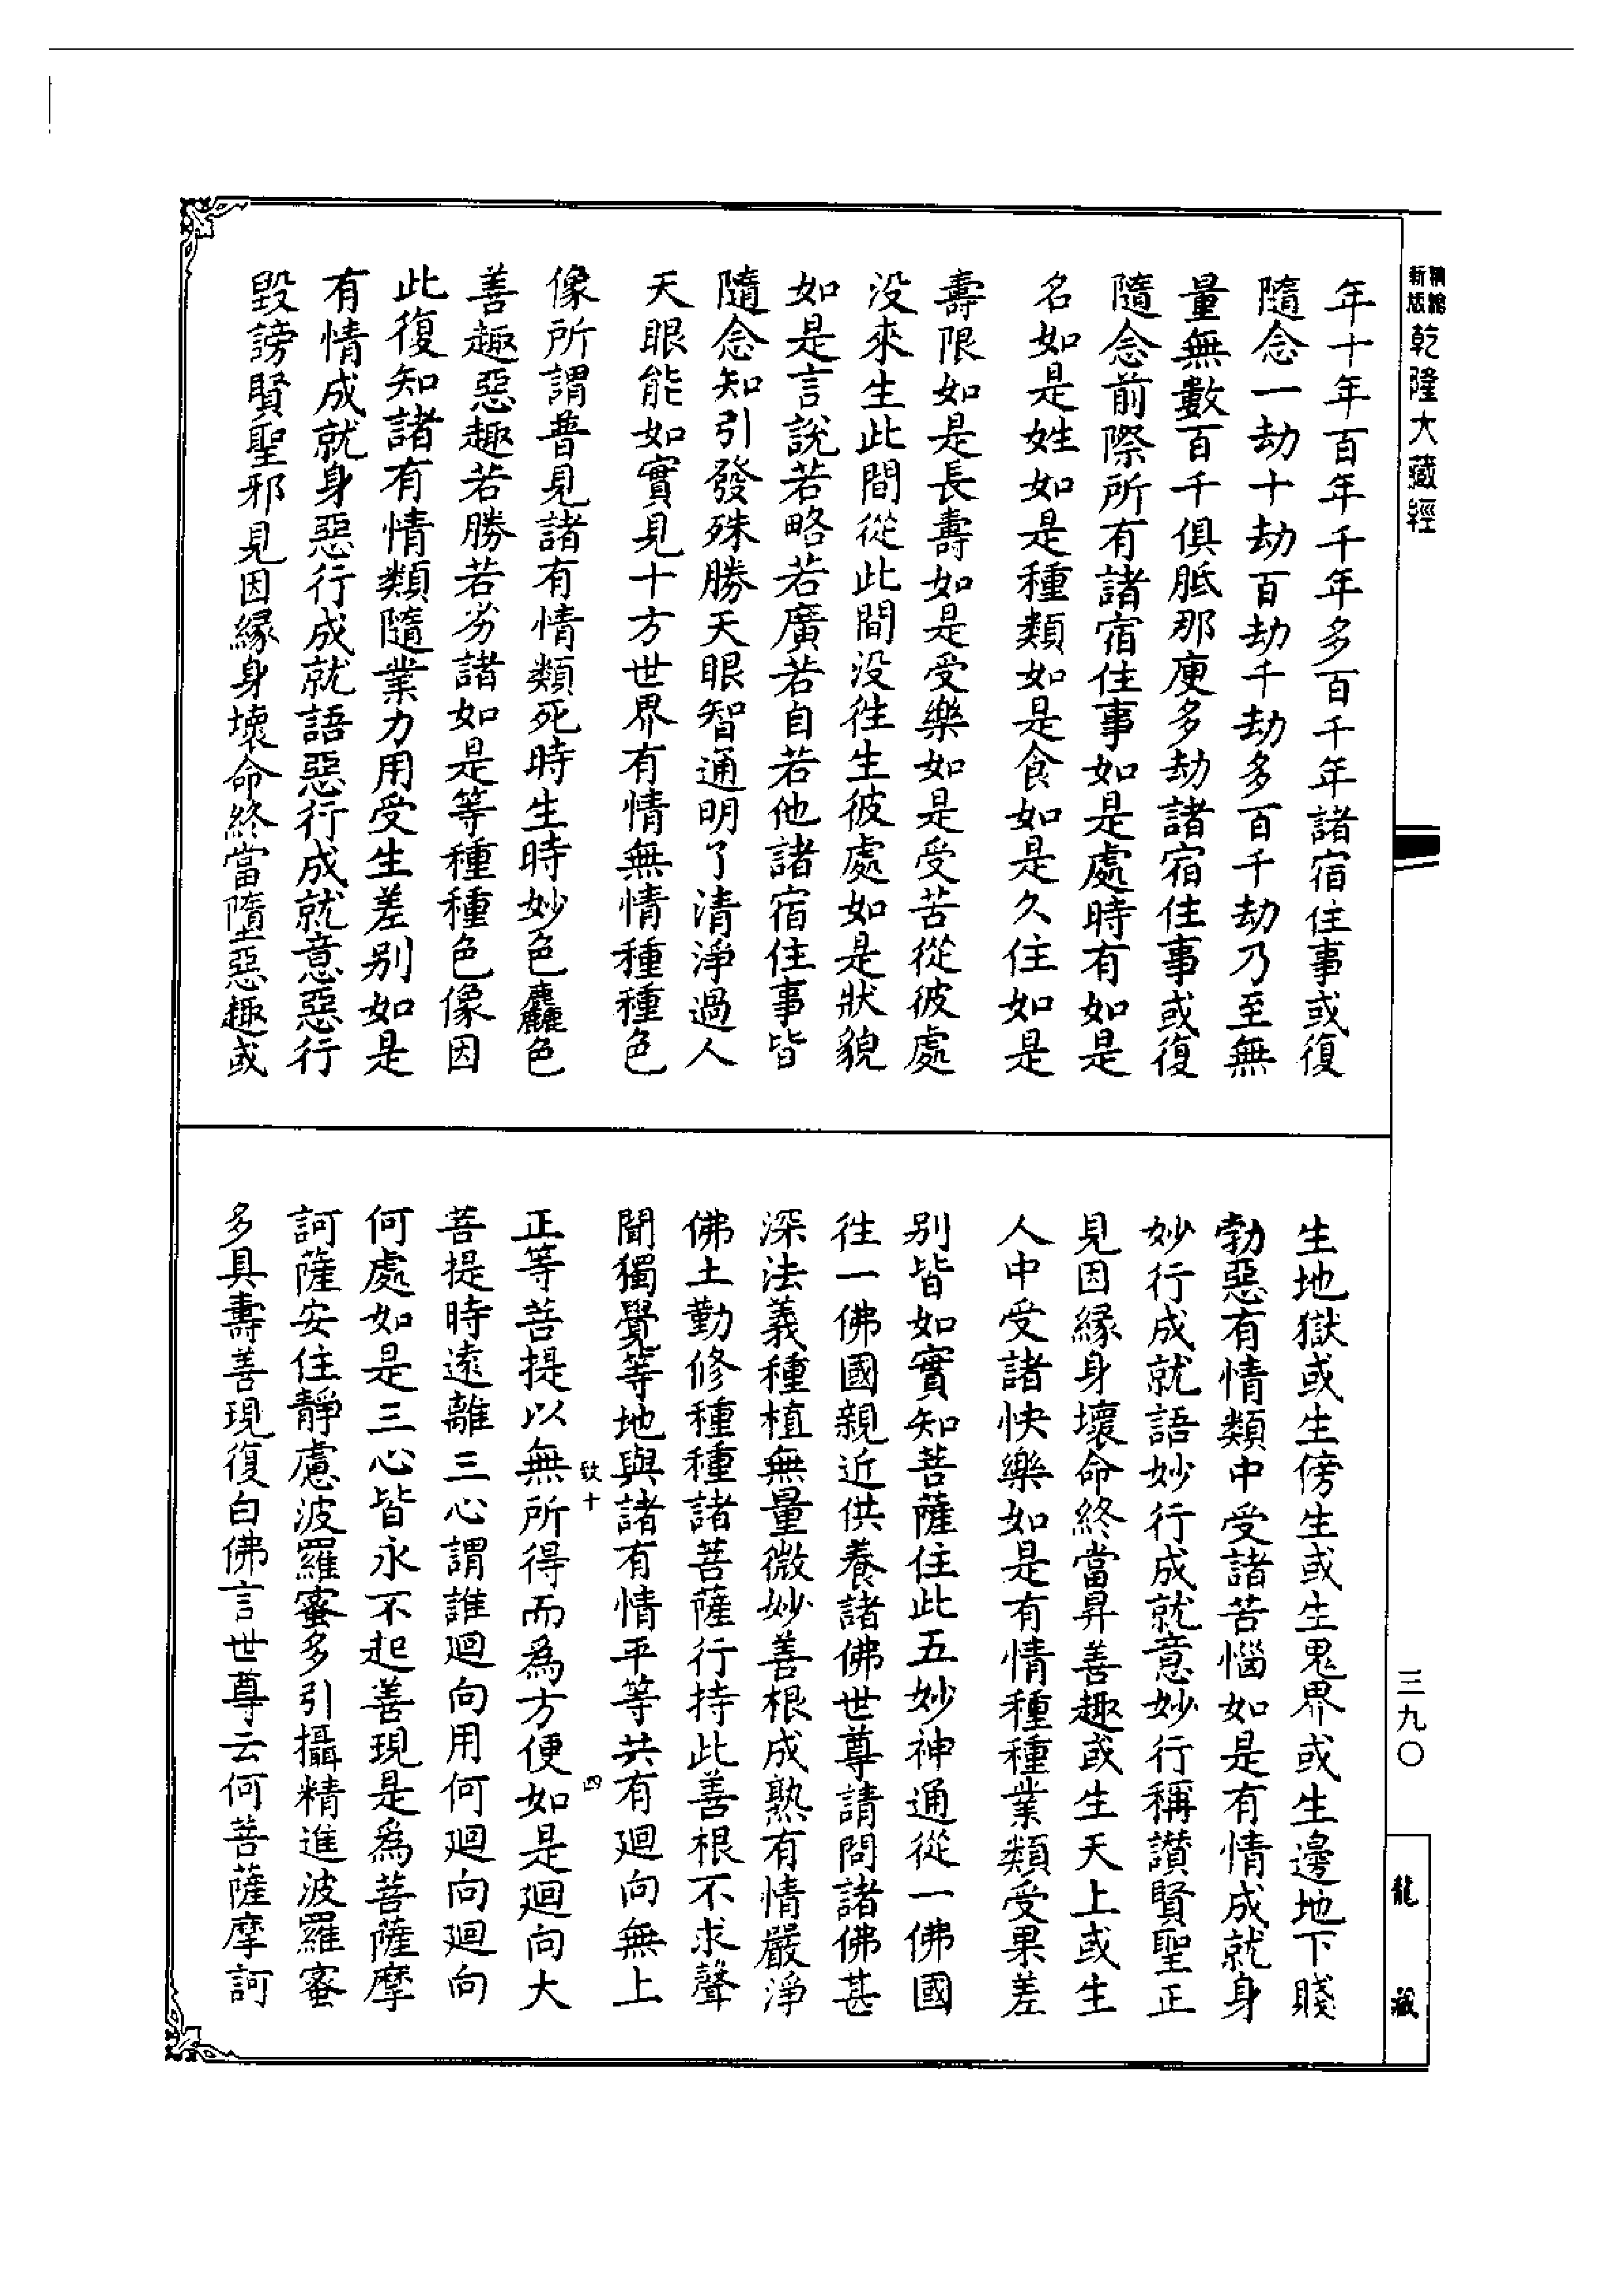 精繪
新版
乾隆大藏經
年十年百年千年多百千年諸宿住事或復
隨念一劫十劫百劫千劫多百千劫乃至無
量無數百千俱胝那庾多劫諸宿住事或復
隨念前際所有諸宿住事如是處時有如是
名如是姓如是種類如是食如是久住如是
壽限如是長壽如是受樂如是受苦從彼處
沒來生此間從此間沒往生彼處如是狀貌
如是言說若略若廣若自若他諸宿住事皆
隨念知引發殊勝天眼智通明了清淨過人
天眼能如實見十方世界有情無情種種色
像所謂普見諸有情類死時生時妙色麤色
善趣惡趣若勝若劣諸如是等種種色像因
此復知諸有情類隨業力用受生差別如是
有情成就身惡行成就語惡行成就意惡行
毀謗賢聖邪見因緣身壞命終當墮惡趣或
生地獄或生傍生或生鬼界或生邊地下賤
勃惡有情類中受諸苦惱如是有情成就身
妙行成就語妙行成就意妙行稱讚賢聖正
見因緣身壞命終當昇善趣或生天上或生
人中受諸快樂如是有情種種業類受果差
別皆如實知菩薩住此五妙神通從一佛國
往一佛國親近供養諸佛世尊請問諸佛甚
深法義種植無量微妙善根成熟有情嚴淨
佛土勤修種種諸菩薩行持此善根不求聲
聞獨覺等地與諸有情平等共有迴向無上
十 四
正等菩提以無所得而為方便如是迴向大
菩提時遠離三心謂誰迴向用何迴向迴向
何處如是三心皆永不起善現是為菩薩摩
訶薩安住靜慮波羅蜜多引攝精進波羅蜜
多具壽善現復白佛言世尊云何菩薩摩訶
三九〇
龍藏